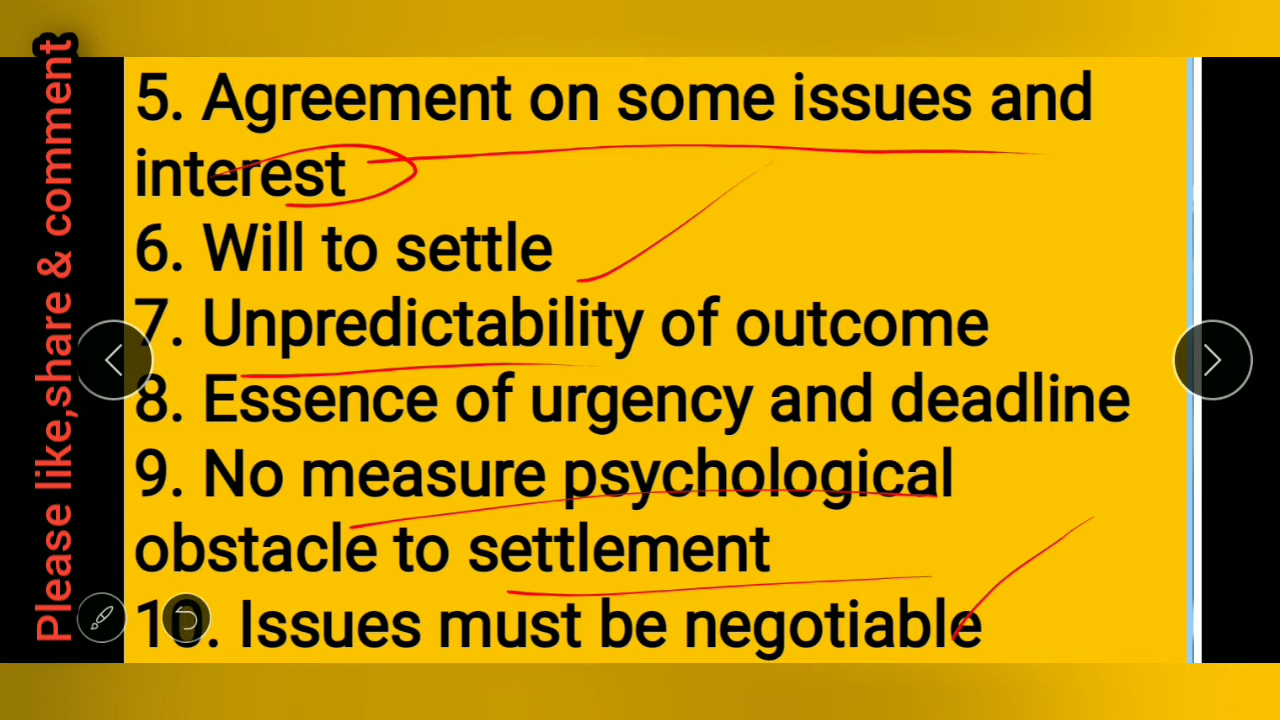 Please like,share & comment
5. Agreement on some issues and
interest
6. Will to settle
7. Unpredictability of outcome
8. Essence of urgency and deadline
9. No measure psychological
obstacle to settlement
10. Issues must be negotiable